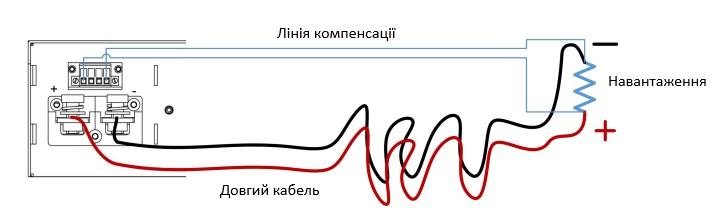 Лінія компенсації
Навантаження
+
-
Довгий кабель
−
+